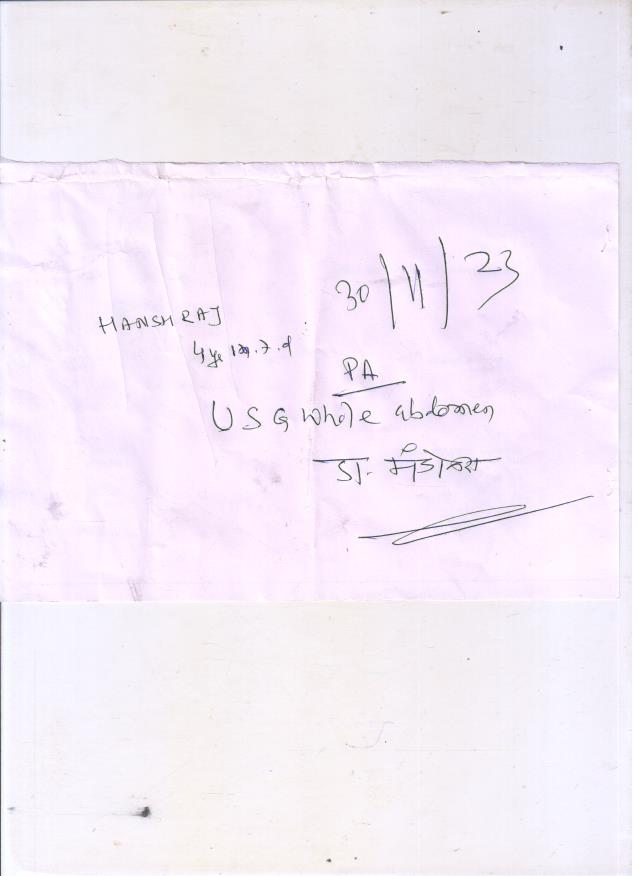 30/11/23
HANSHRAJ
PA
USG whole abdomen
डा.